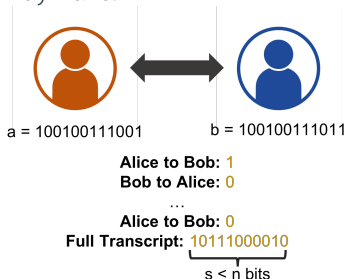 a = 100100111001
b = 100100111011
Alice to Bob: 1
Bob to Alice: 0
...
Alice to Bob: 0
Full Transcript: 10111000010
s < n bits